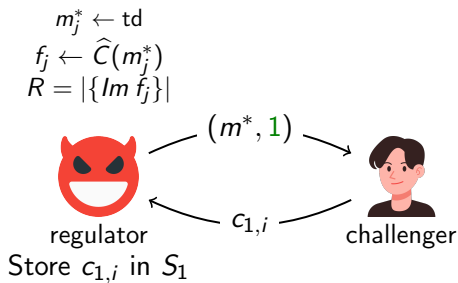 m*_j ← td
f_j ← Ĉ(m*_j)
R = |{Im f_j}|
(m*, 1)
c_{1,i}
regulator
challenger
Store c_{1,i} in S_1